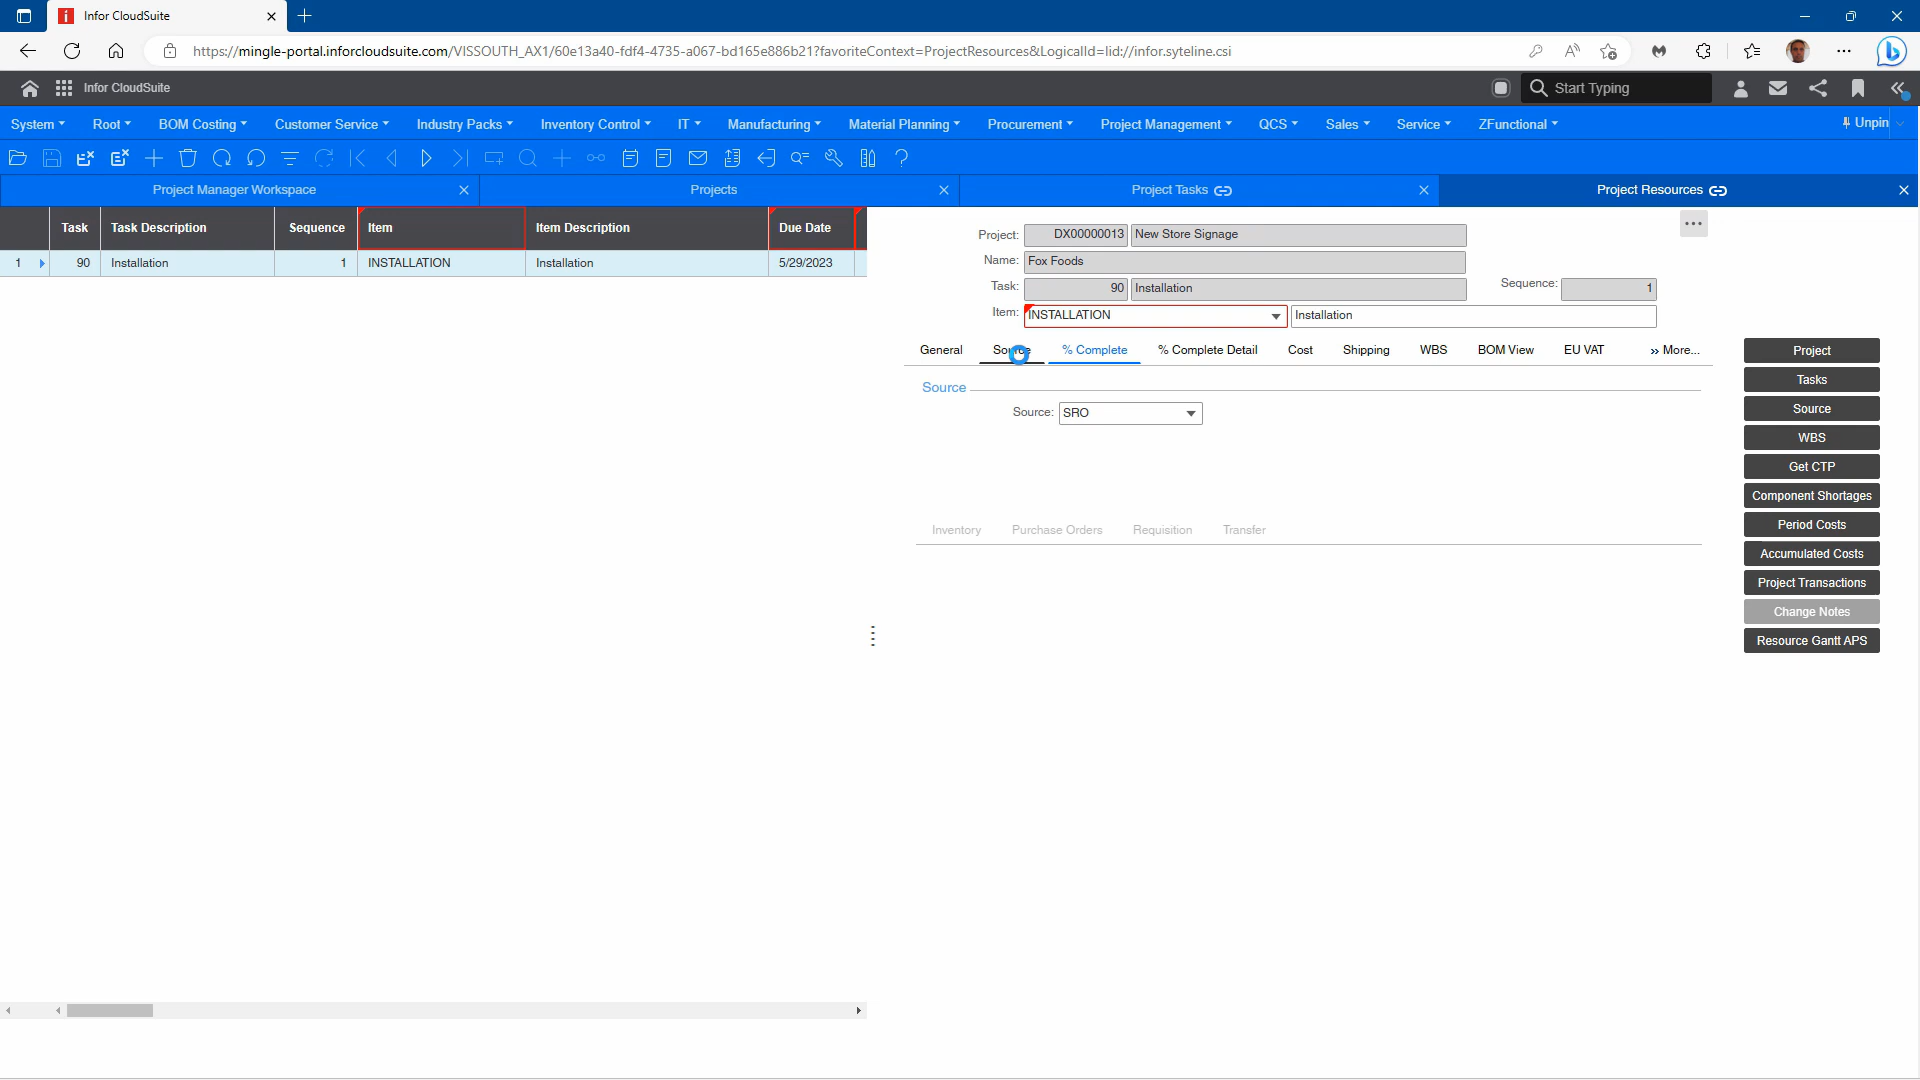 Infor CloudSuite
https://mingle-portal.inforcloudsuite.com/VISSOUTH_AX1/60e13a40-fdf4-4735-a067-bd165e886b21?favoriteContext=ProjectResources&LogicalId=lid://infor.syteline.csi
Infor CloudSuite
Start Typing
System Root BOM Costing Customer Service Industry Packs Inventory Control IT Manufacturing Material Planning Procurement Project Management QCS Sales Service ZFunctional Unpin
Project Manager Workspace Projects Project Tasks Project Resources
Task Task Description Sequence Item Item Description Due Date
1 90 Installation 1 INSTALLATION Installation 5/29/2023
Project: DX00000013 New Store Signage
Name: Fox Foods
Task: 90 Installation Sequence: 1
Item: INSTALLATION Installation
General Source % Complete % Complete Detail Cost Shipping WBS BOM View EU VAT » More...
Source
Source: SRO
Inventory Purchase Orders Requisition Transfer
Project
Tasks
Source
WBS
Get CTP
Component Shortages
Period Costs
Accumulated Costs
Project Transactions
Change Notes
Resource Gantt APS